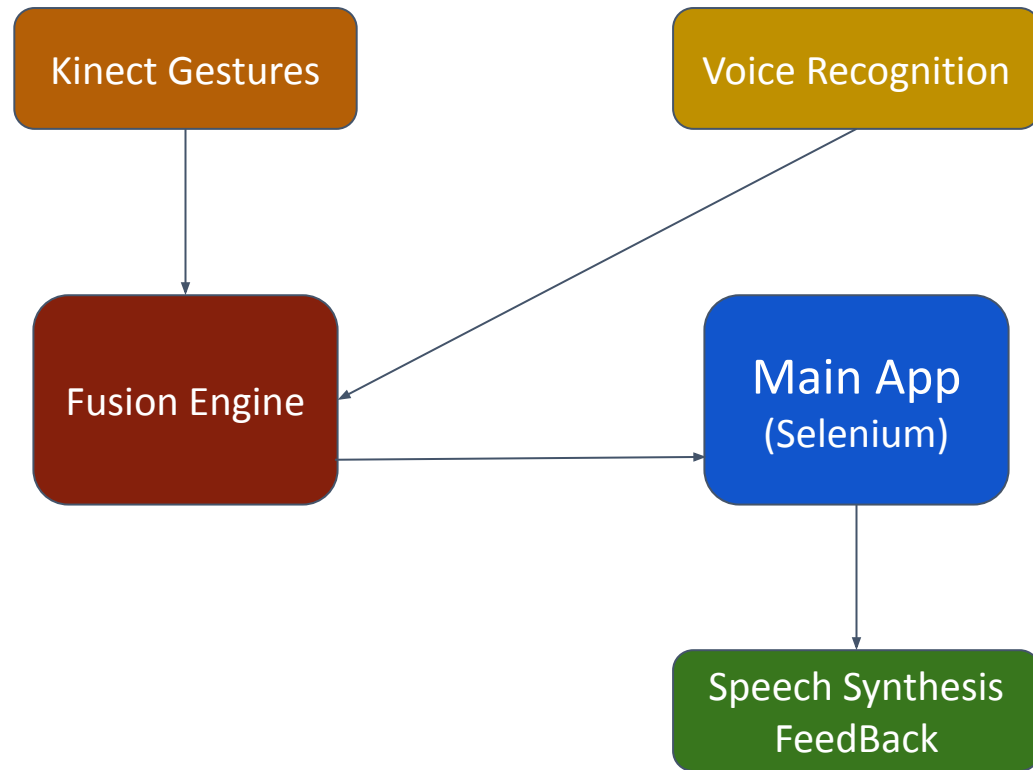 Kinect Gestures
Voice Recognition
Fusion Engine
Main App
(Selenium)
Speech Synthesis
FeedBack